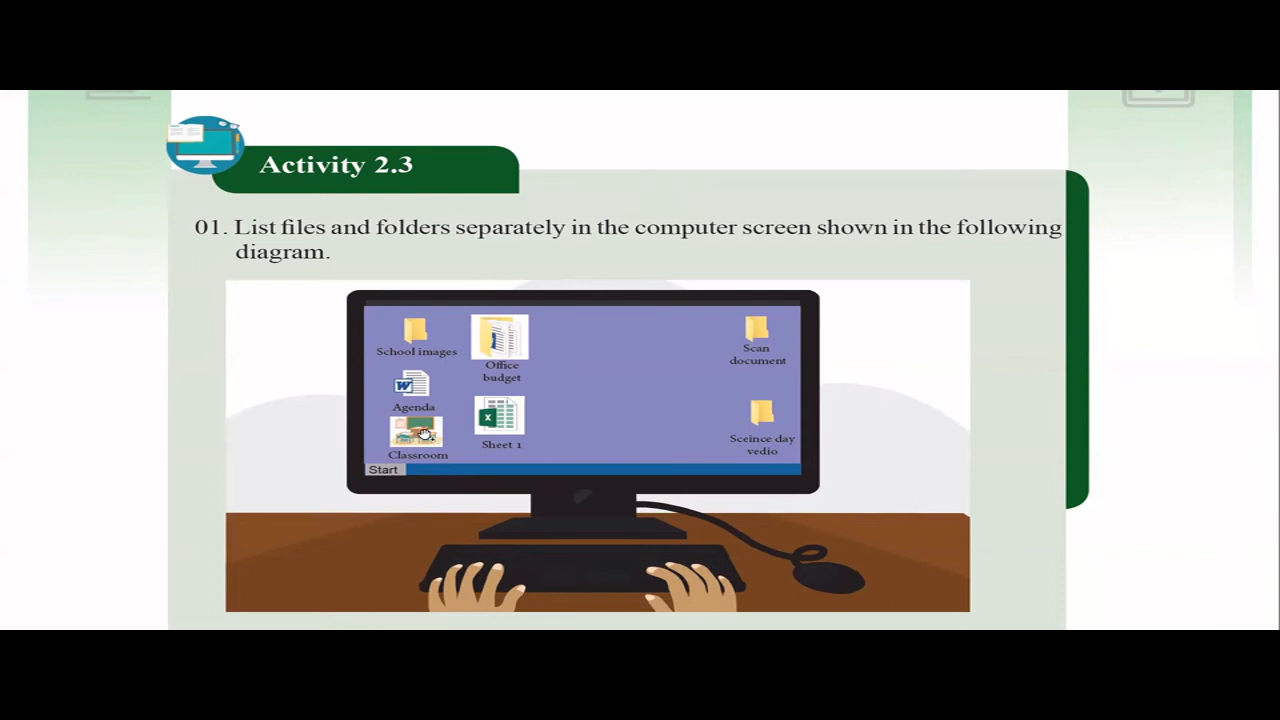 Activity 2.3
01. List files and folders separately in the computer screen shown in the following
diagram.
School images
Office
budget
Scan
document
Agenda
Classroom
Sheet 1
Sceince day
vedio
Start